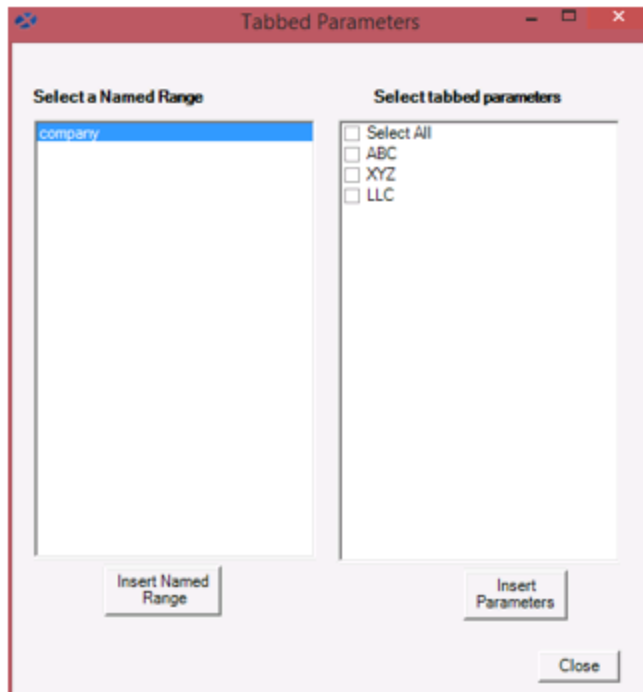 Tabbed Parameters
Select a Named Range
company
Insert Named
Range
Select tabbed parameters
Select All
ABC
XYZ
LLC
Insert
Parameters
Close